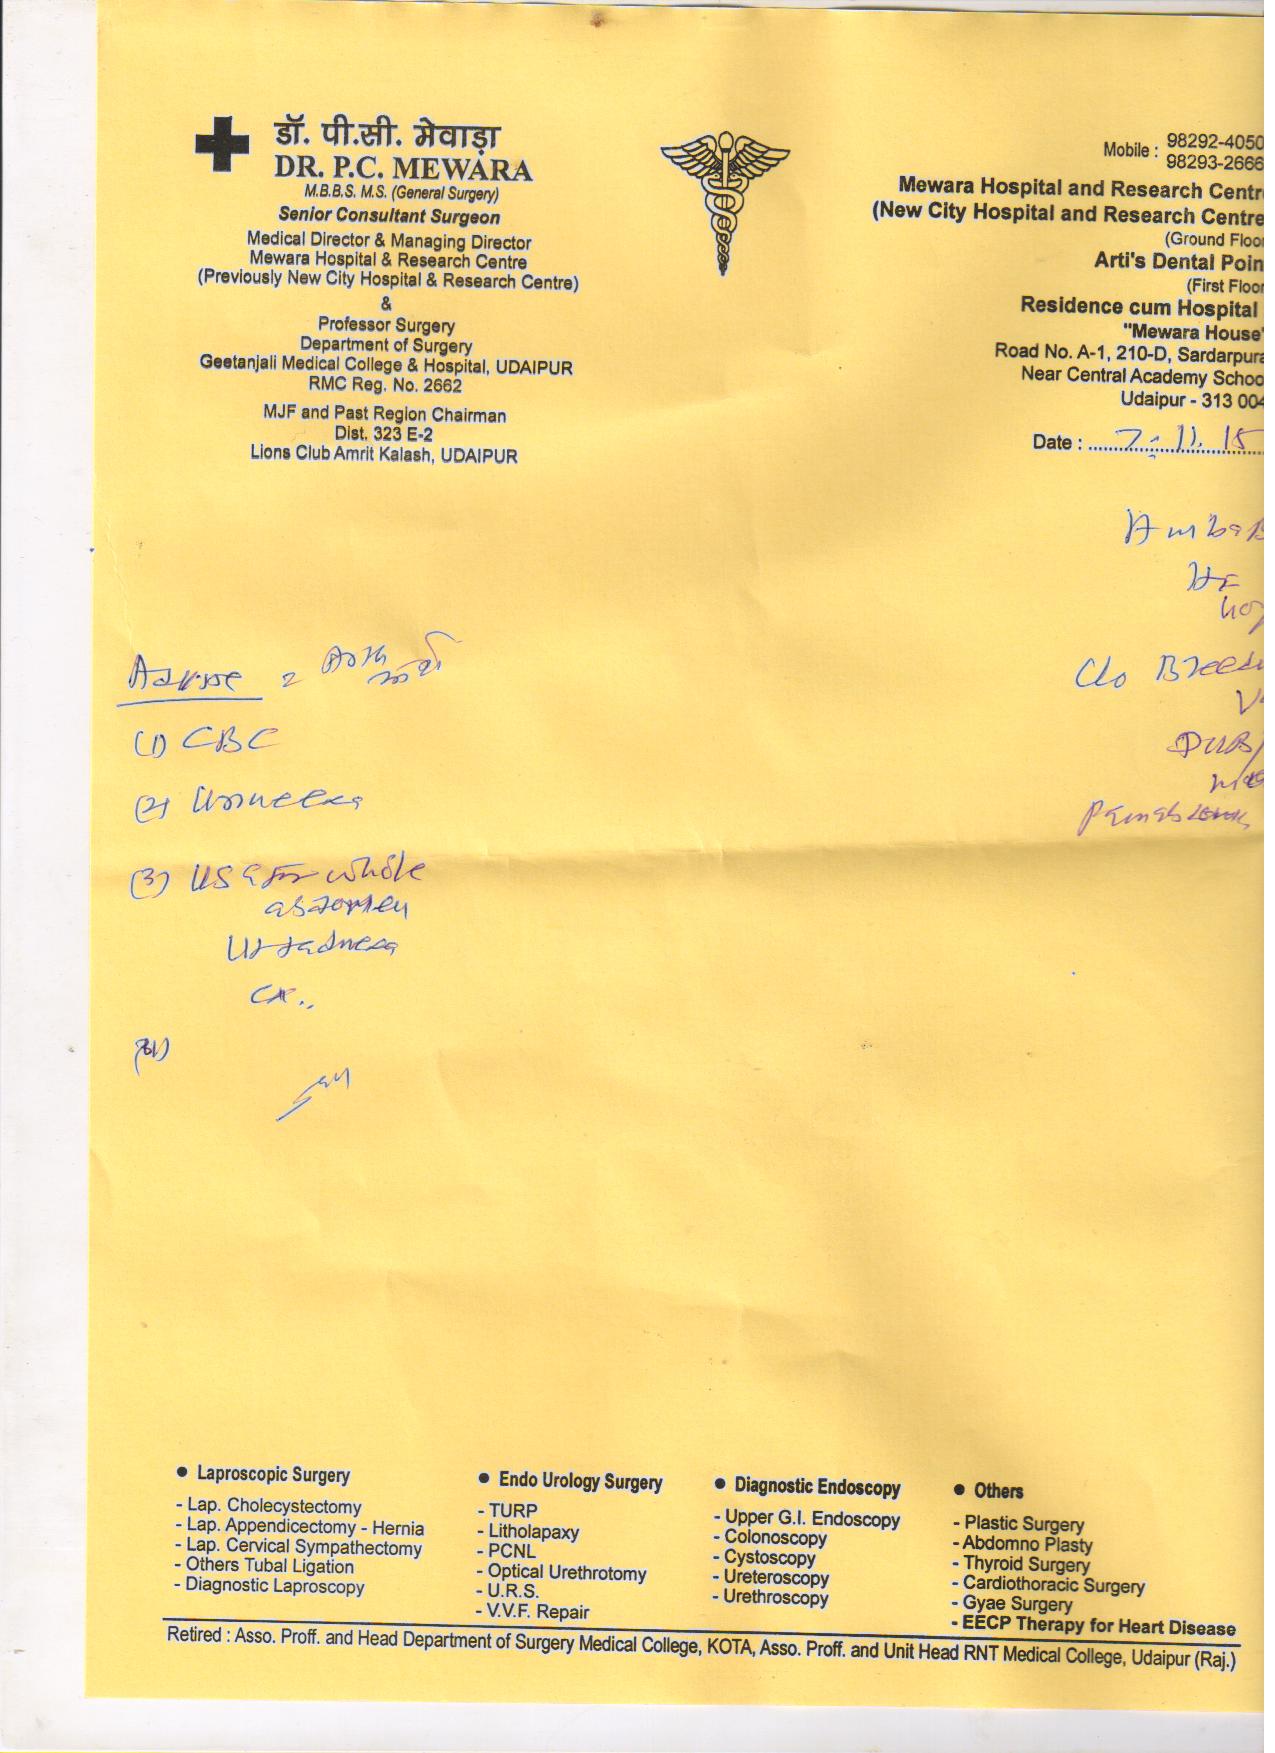 डॉ. पी.सी. मेवाड़ा
DR. P.C. MEWARA
M.B.B.S. M.S. (General Surgery)
Senior Consultant Surgeon
Medical Director & Managing Director
Mewara Hospital & Research Centre
(Previously New City Hospital & Research Centre)
&
Professor Surgery
Department of Surgery
Geetanjali Medical College & Hospital, UDAIPUR
RMC Reg. No. 2662
MJF and Past Region Chairman
Dist. 323 E-2
Lions Club Amrit Kalash, UDAIPUR
Mobile : 98292-4050
98293-2666
Mewara Hospital and Research Centr
(New City Hospital and Research Centre
(Ground Floor
Arti's Dental Poin
(First Floor
Residence cum Hospital
"Mewara House"
Road No. A-1, 210-D, Sardarpura
Near Central Academy Schoo
Udaipur - 313 004
Date : 7-11.15
C/o
DUB/
(1) CBC
(2)
(3) USG for whole
abdomen
● Laproscopic Surgery
- Lap. Cholecystectomy
- Lap. Appendicectomy - Hernia
- Lap. Cervical Sympathectomy
- Others Tubal Ligation
- Diagnostic Laproscopy
● Endo Urology Surgery
- TURP
- Litholapaxy
- PCNL
- Optical Urethrotomy
- U.R.S.
- V.V.F. Repair
● Diagnostic Endoscopy
- Upper G.I. Endoscopy
- Colonoscopy
- Cystoscopy
- Ureteroscopy
- Urethroscopy
● Others
- Plastic Surgery
- Abdomno Plasty
- Thyroid Surgery
- Cardiothoracic Surgery
- Gyae Surgery
- EECP Therapy for Heart Disease
Retired : Asso. Proff. and Head Department of Surgery Medical College, KOTA, Asso. Proff. and Unit Head RNT Medical College, Udaipur (Raj.)